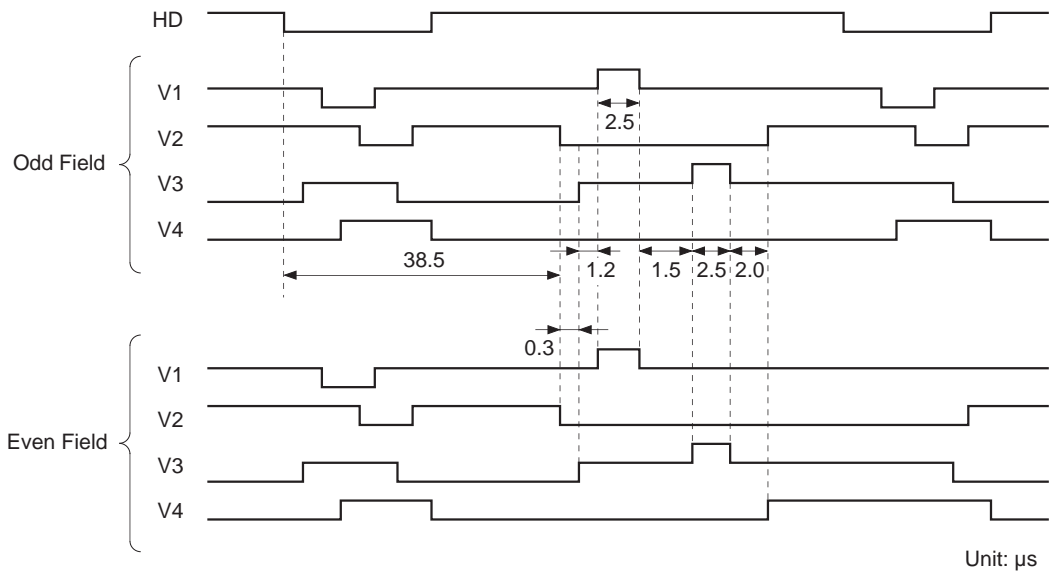 HD
Odd Field
V1
2.5
V2
V3
V4
38.5
1.2
1.5
2.5
2.0
0.3
Even Field
V1
V2
V3
V4
Unit: μs